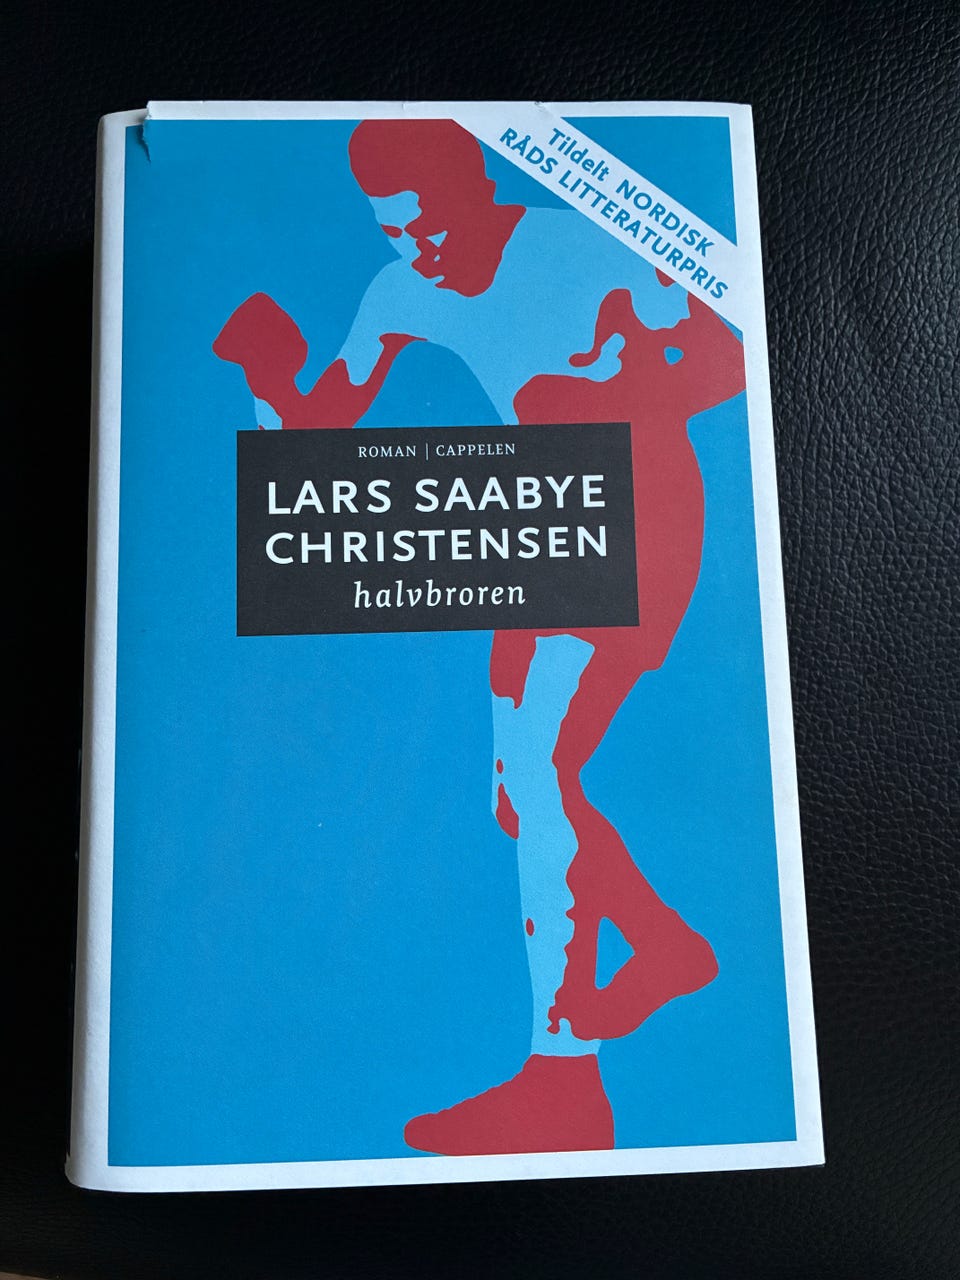 Tildelt NORDISK
RÅDS LITTERATURPRIS
ROMAN | CAPPELEN
LARS SAABYE
CHRISTENSEN
halvbroren